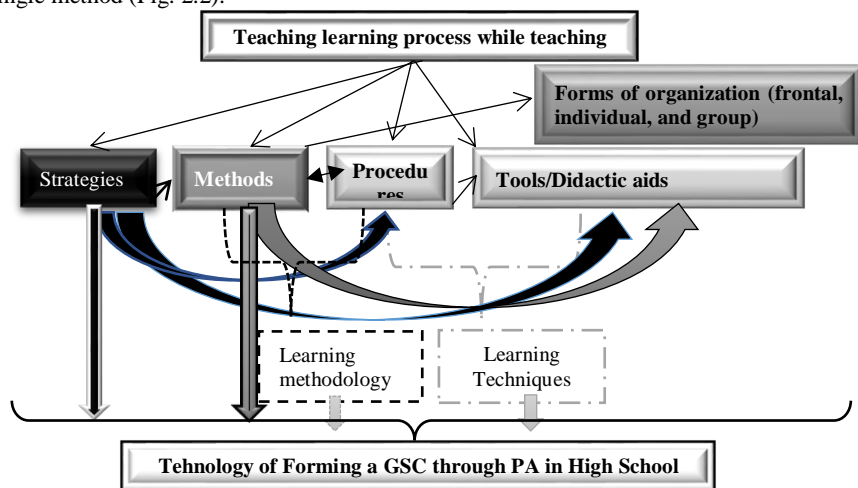 single method (Fig. 2.2).
Teaching learning process while teaching
Forms of organization (frontal,
individual, and group)
Strategies
Methods
Procedu
res
Tools/Didactic aids
Learning
methodology
Learning
Techniques
Tehnology of Forming a GSC through PA in High School